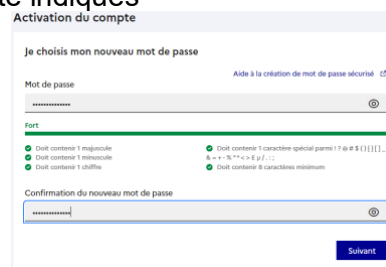 té indiqués
Activation du compte
Je choisis mon nouveau mot de passe
Aide à la création de mot de passe sécurisé
Mot de passe
••••••••••••••
Fort
Doit contenir 1 majuscule
Doit contenir 1 minuscule
Doit contenir 1 chiffre
Doit contenir 1 caractère spécial parmi ! ? @ # $ ( ) { } [ ] _
& = + - % * " < > £ µ / . : ;
Doit contenir 8 caractères minimum
Confirmation du nouveau mot de passe
••••••••••••••
Suivant